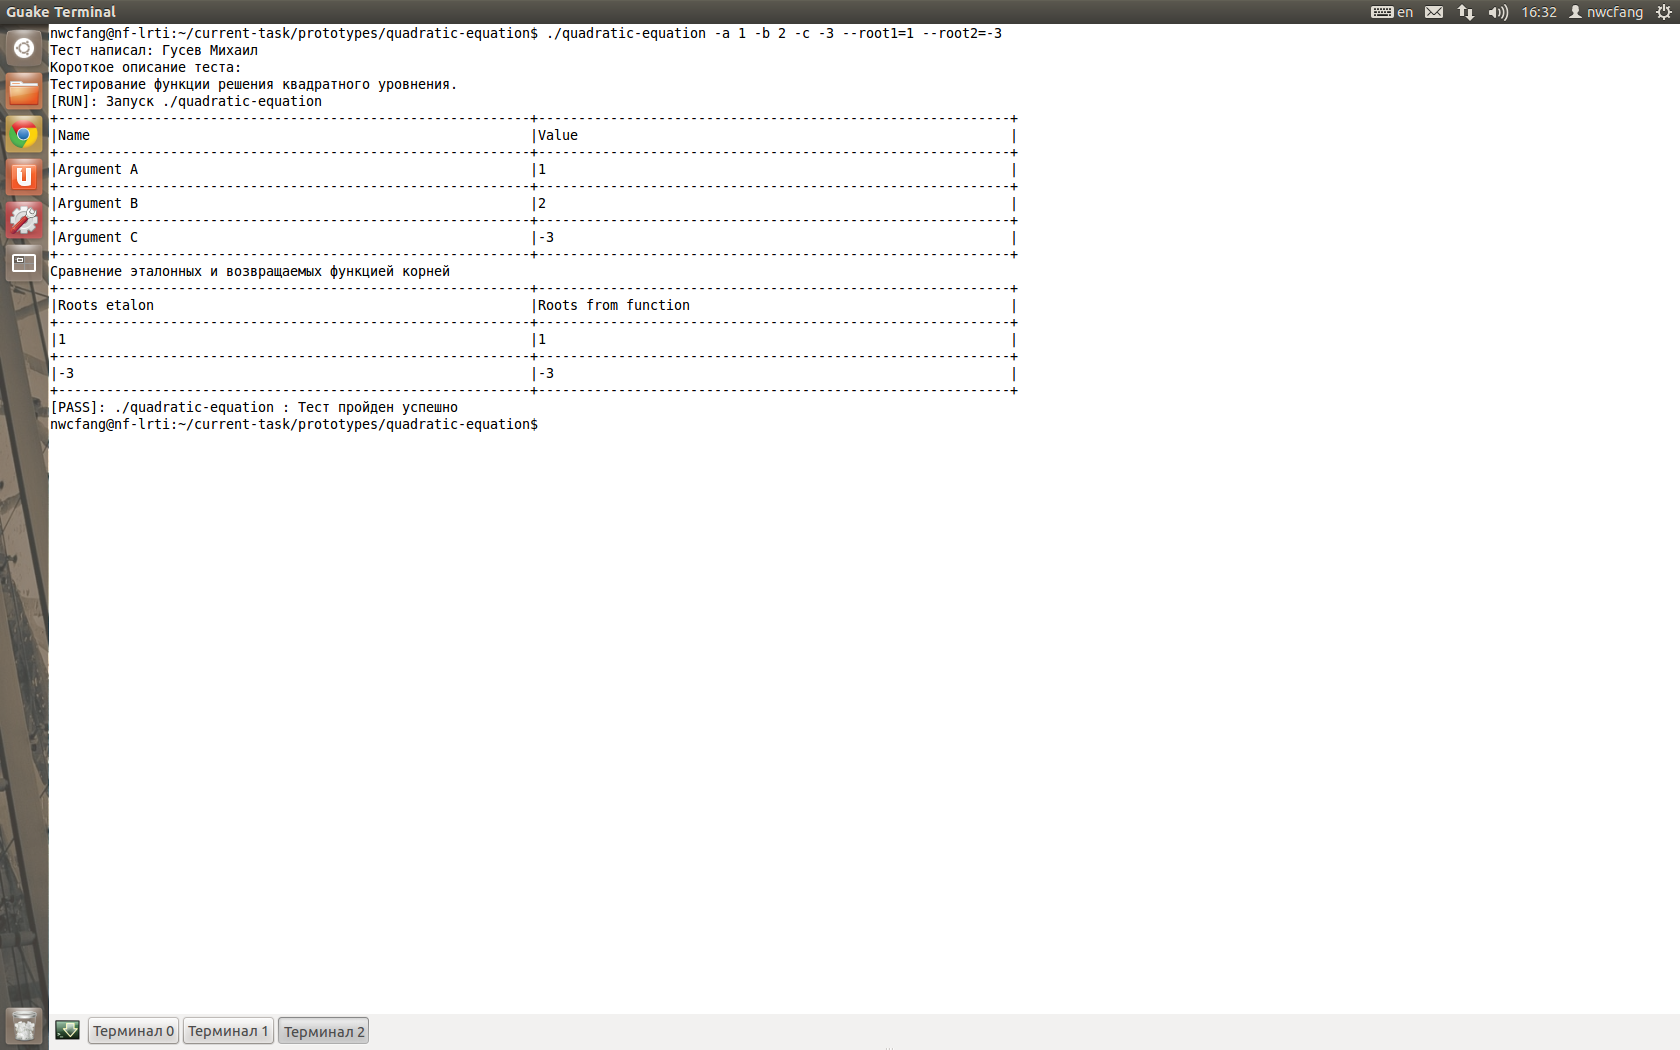 Guake Terminal
en 16:32 nwcfang
nwcfang@nf-lrti:~/current-task/prototypes/quadratic-equation$ ./quadratic-equation -a 1 -b 2 -c -3 --root1=1 --root2=-3
Тест написал: Гусев Михаил
Короткое описание теста:
Тестирование функции решения квадратного уровнения.
[RUN]: Запуск ./quadratic-equation
+-----------------------------------------------------------+-----------------------------------------------------------+
|Name |Value |
+-----------------------------------------------------------+-----------------------------------------------------------+
|Argument A |1 |
+-----------------------------------------------------------+-----------------------------------------------------------+
|Argument B |2 |
+-----------------------------------------------------------+-----------------------------------------------------------+
|Argument C |-3 |
+-----------------------------------------------------------+-----------------------------------------------------------+
Сравнение эталонных и возвращаемых функцией корней
+-----------------------------------------------------------+-----------------------------------------------------------+
|Roots etalon |Roots from function |
+-----------------------------------------------------------+-----------------------------------------------------------+
|1 |1 |
+-----------------------------------------------------------+-----------------------------------------------------------+
|-3 |-3 |
+-----------------------------------------------------------+-----------------------------------------------------------+
[PASS]: ./quadratic-equation : Тест пройден успешно
nwcfang@nf-lrti:~/current-task/prototypes/quadratic-equation$
Терминал 0 Терминал 1 Терминал 2